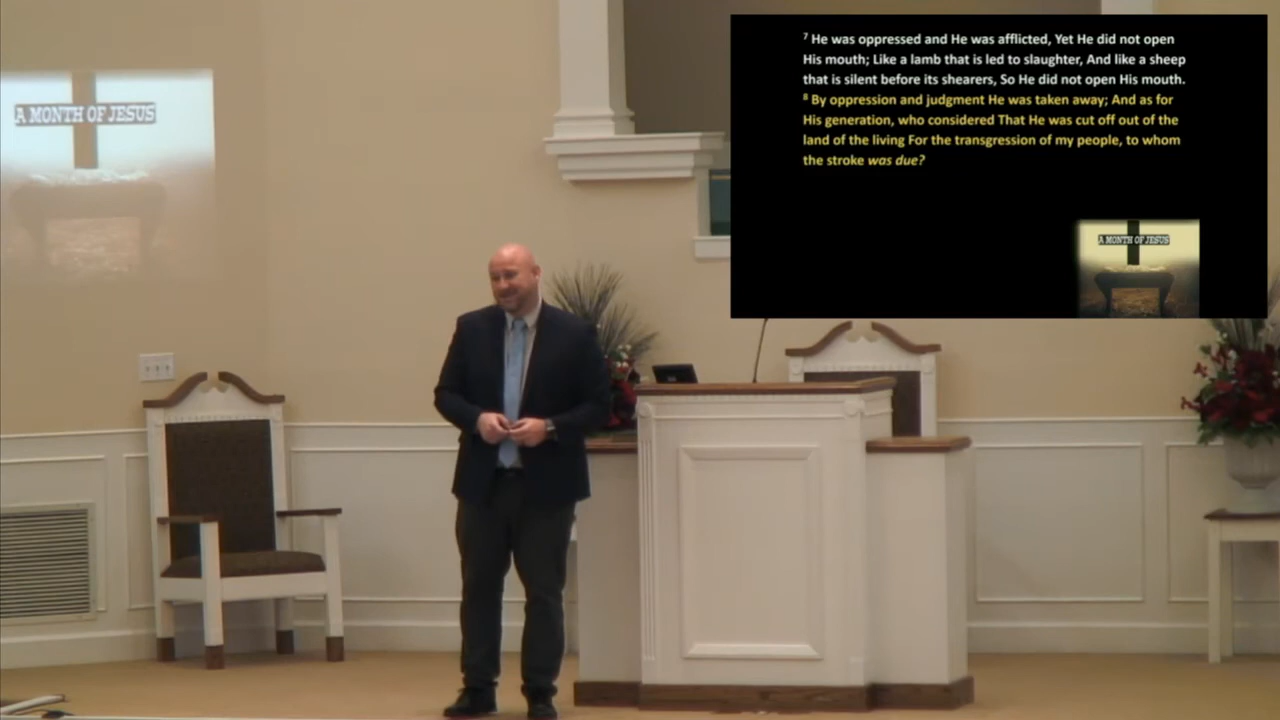 A MONTH OF JESUS
7 He was oppressed and He was afflicted, Yet He did not open
His mouth; Like a lamb that is led to slaughter, And like a sheep
that is silent before its shearers, So He did not open His mouth.
8 By oppression and judgment He was taken away; And as for
His generation, who considered That He was cut off out of the
land of the living For the transgression of my people, to whom
the stroke was due?
A MONTH OF JESUS